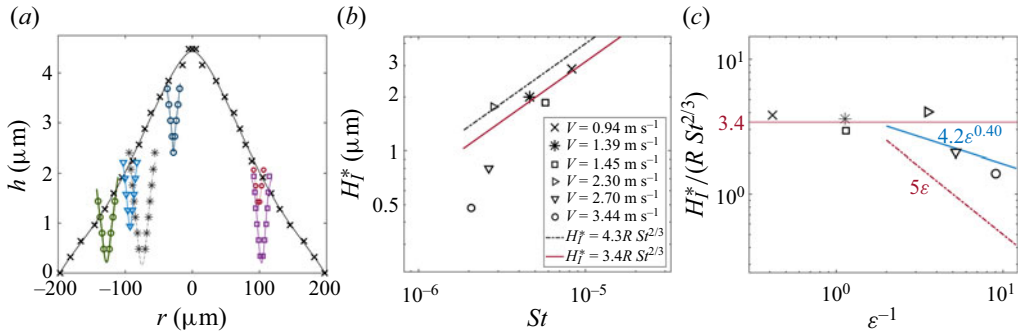 (a)
h (μm)
4
3
2
1
0
−200
−100
0
100
200
r (μm)
(b)
H_I^* (μm)
3
2
1
0.5
10^−6
10^−5
St
V = 0.94 m s^−1
V = 1.39 m s^−1
V = 1.45 m s^−1
V = 2.30 m s^−1
V = 2.70 m s^−1
V = 3.44 m s^−1
H_I^* = 4.3R St^2/3
H_I^* = 3.4R St^2/3
(c)
H_I^*/(R St^2/3)
10^1
3.4
10^0
4.2ε^0.40
5ε
10^0
10^1
ε^−1